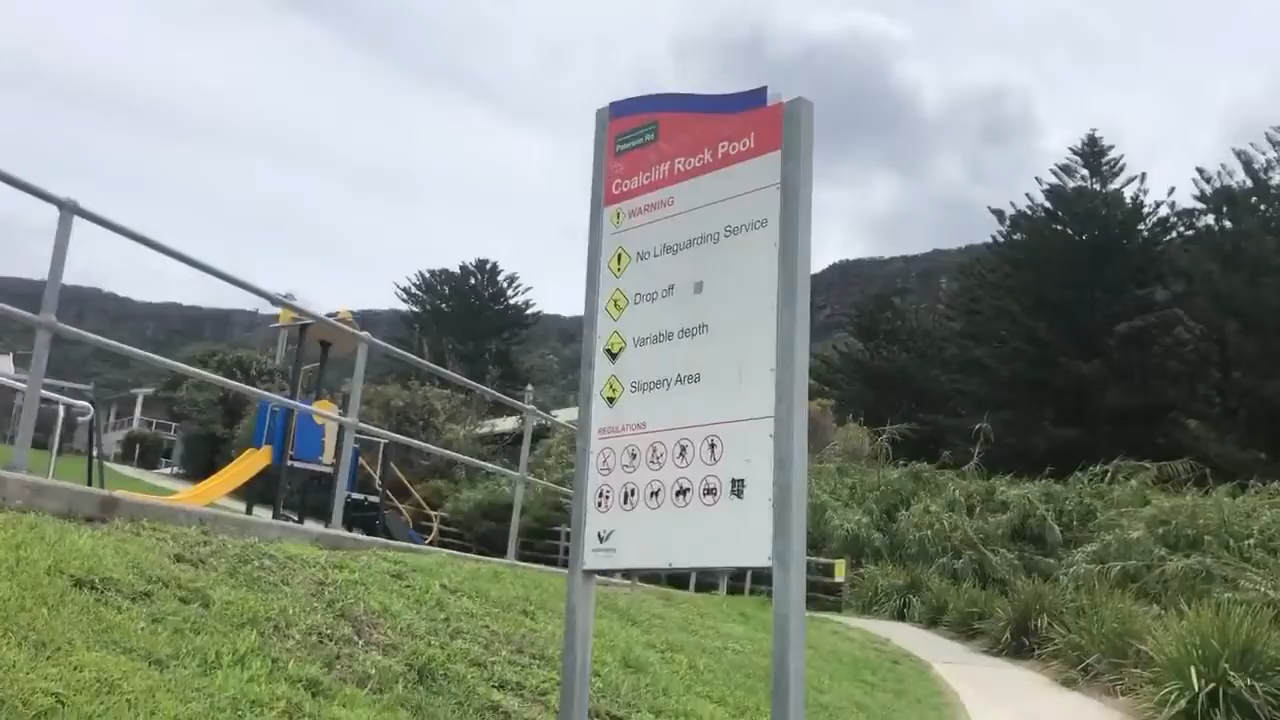 Paterson Rd
Coalcliff Rock Pool
WARNING
No Lifeguarding Service
Drop off
Variable depth
Slippery Area
REGULATIONS